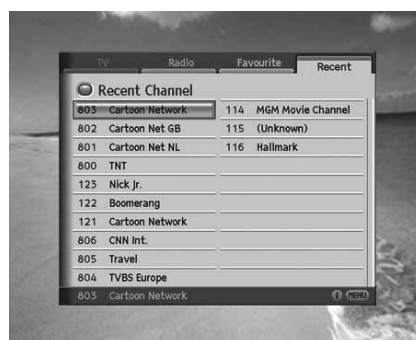 TV Radio Favourite Recent
Recent Channel
803 Cartoon Network
802 Cartoon Net GB
801 Cartoon Net NL
800 TNT
123 Nick Jr.
122 Boomerang
121 Cartoon Network
806 CNN Int.
805 Travel
804 TVBS Europe
114 MGM Movie Channel
115 (Unknown)
116 Hallmark
803 Cartoon Network i MENU